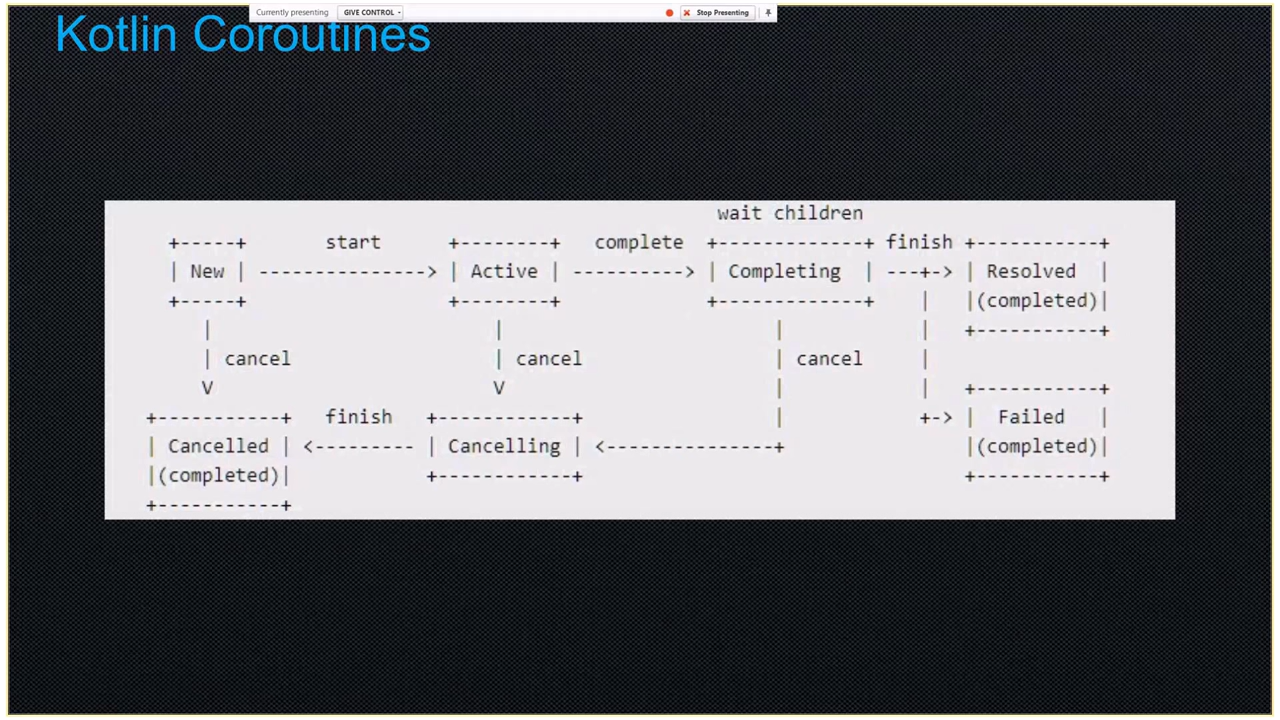 Currently presenting GIVE CONTROL Stop Presenting
Kotlin Coroutines
wait children
+-----+ start +--------+ complete +-------------+ finish +-----------+
| New | ---------------> | Active | ----------> | Completing | ---+-> | Resolved |
+-----+ +--------+ +-------------+ | |(completed)|
| | | | +-----------+
| cancel | cancel | cancel |
V V | | +-----------+
+-----------+ finish +------------+ | +-> | Failed |
| Cancelled | <--------- | Cancelling | <---------------+ |(completed)|
|(completed)| +------------+ +-----------+
+-----------+